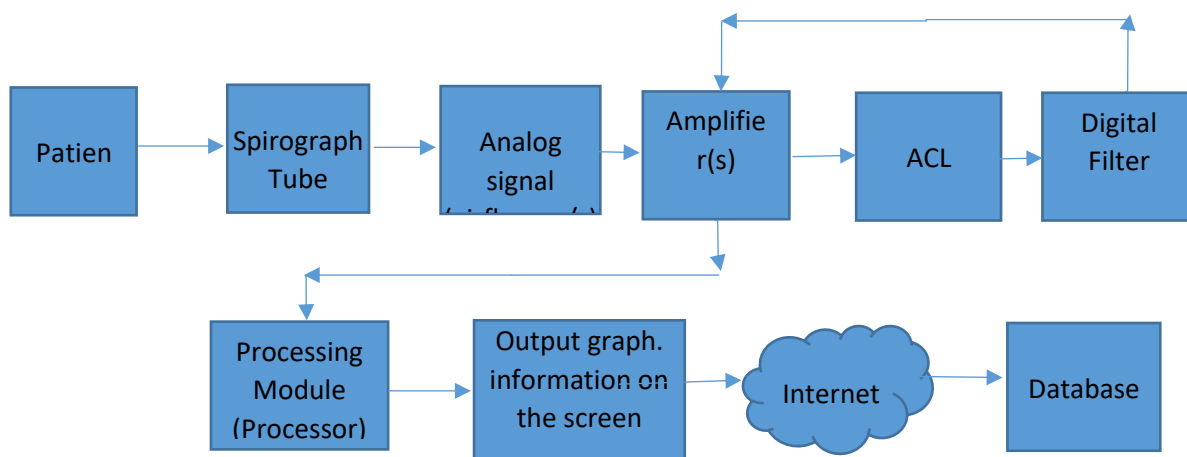 Patien
Spirograph
Tube
Analog
signal
Amplifie
r(s)
ACL
Digital
Filter
Processing
Module
(Processor)
Output graph.
information on
the screen
Internet
Database